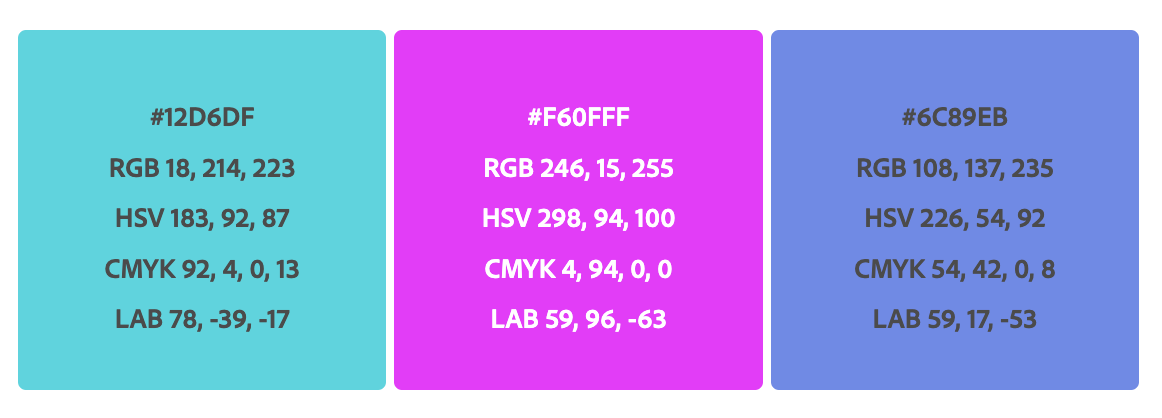 #12D6DF
RGB 18, 214, 223
HSV 183, 92, 87
CMYK 92, 4, 0, 13
LAB 78, -39, -17
#F60FFF
RGB 246, 15, 255
HSV 298, 94, 100
CMYK 4, 94, 0, 0
LAB 59, 96, -63
#6C89EB
RGB 108, 137, 235
HSV 226, 54, 92
CMYK 54, 42, 0, 8
LAB 59, 17, -53